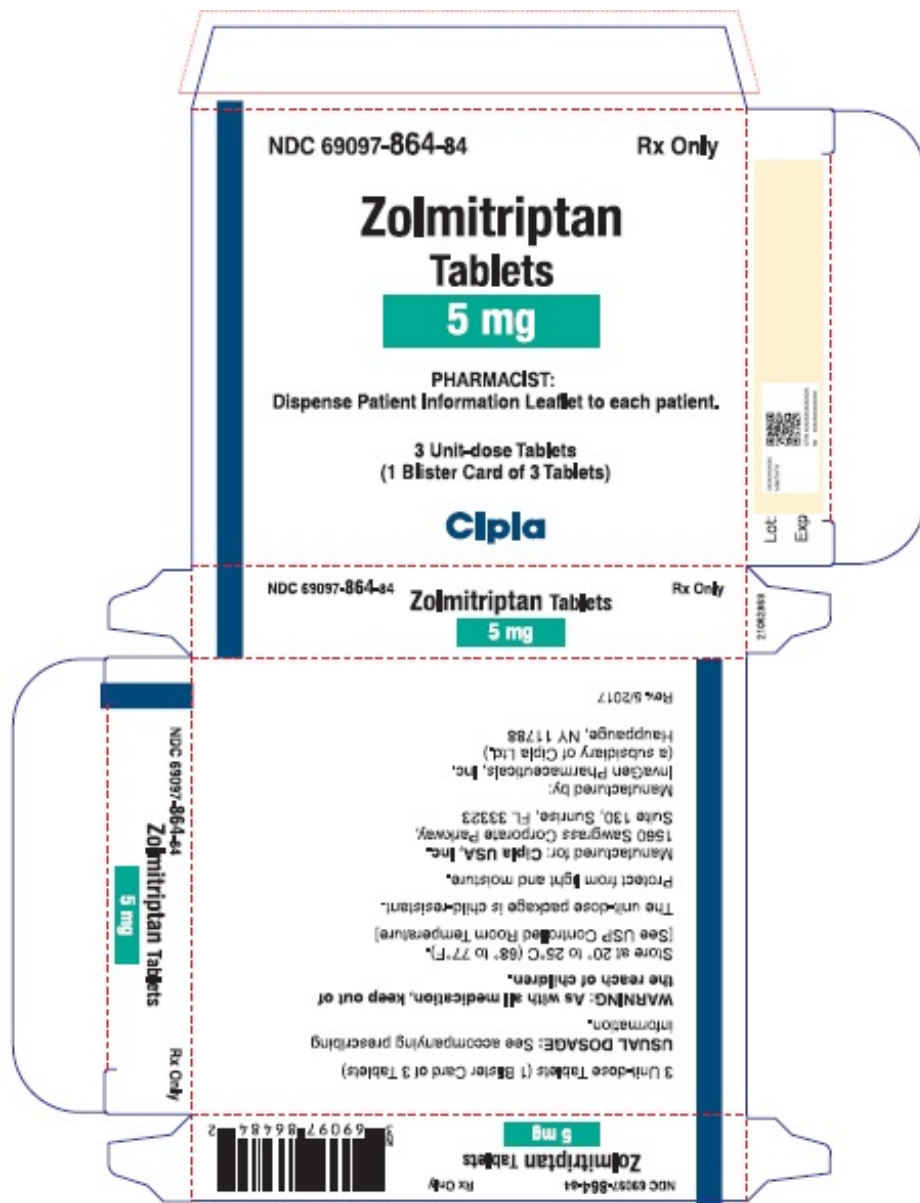 NDC 69097-864-84
Rx Only
Zolmitriptan
Tablets
5 mg
PHARMACIST:
Dispense Patient Information Leaflet to each patient.
3 Unit-dose Tablets
(1 Blister Card of 3 Tablets)
Cipla
Lot:
Exp
NDC 69097-864-84
Zolmitriptan Tablets
5 mg
Rx Only
21082869
3 Unit-dose Tablets (1 Blister Card of 3 Tablets)
USUAL DOSAGE: See accompanying prescribing
information.
WARNING: As with all medication, keep out of
the reach of children.
Store at 20° to 25°C (68° to 77°F).
[See USP Controlled Room Temperature]
The unit-dose package is child-resistant.
Protect from light and moisture.
Manufactured for: Cipla USA, Inc.
1560 Sawgrass Corporate Parkway,
Suite 130, Sunrise, FL 33323
Manufactured by:
InvaGen Pharmaceuticals, Inc.
(a subsidiary of Cipla Ltd.)
Hauppauge, NY 11788
Rev. 5/2017
NDC 69097-864-84
Zolmitriptan Tablets
5 mg
Rx Only
NDC 69097-864-84
Rx Only
Zolmitriptan Tablets
5 mg
69097 86484 2